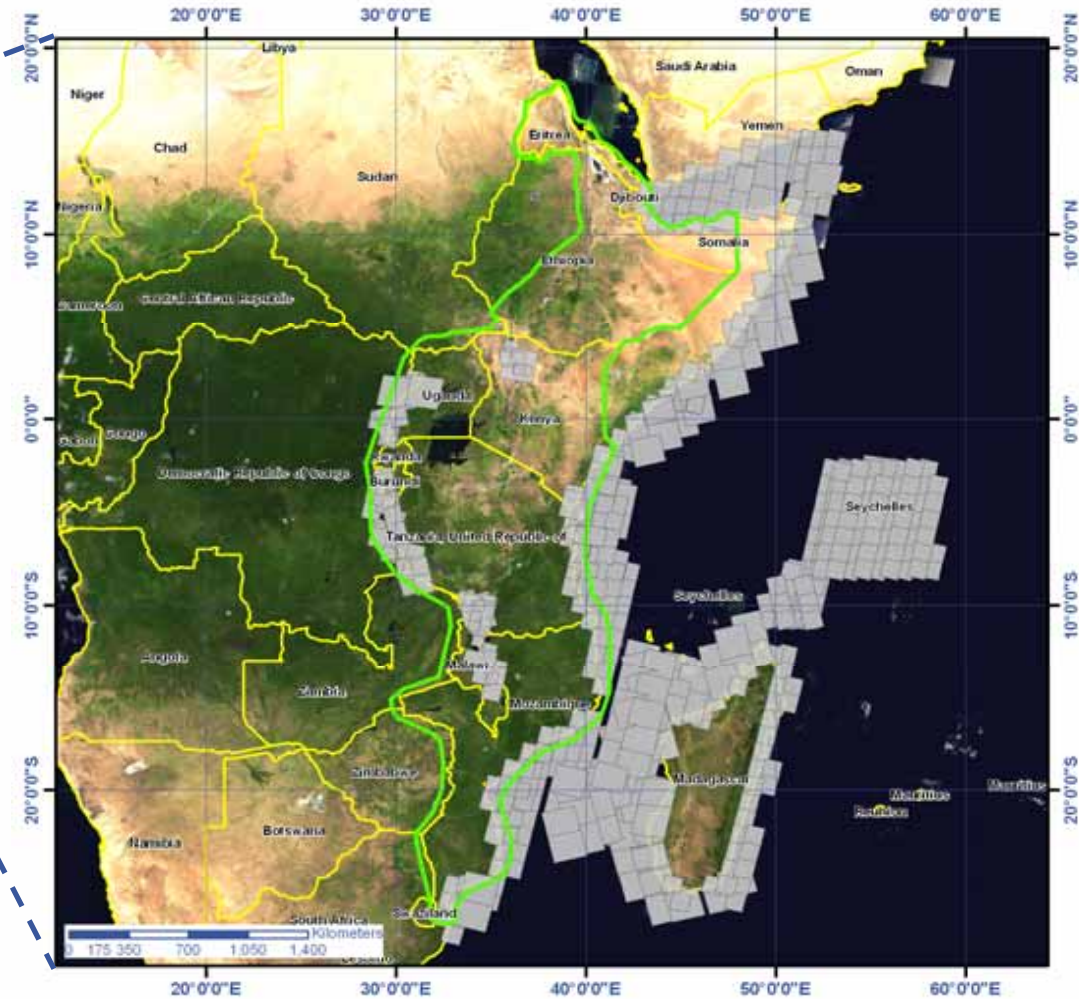 20°0'0"E 30°0'0"E 40°0'0"E 50°0'0"E 60°0'0"E
20°0'0"N 20°0'0"N
Libya
Saudi Arabia
Oman
Niger
Yemen
Eritrea
Chad
Sudan
Djibouti
Nigeria
10°0'0"N 10°0'0"N
Somalia
Ethiopia
Central African Republic
Uganda
0°0'0" 0°0'0"
Kenya
Gabon Congo
Rwanda
Democratic Republic of Congo
Burundi
Seychelles
Tanzania, United Republic of
Seychelles
10°0'0"S 10°0'0"S
Angola
Malawi
Zambia
Mozambique
Zimbabwe
Madagascar
20°0'0"S 20°0'0"S
Mauritius
Mauritius
Reunion
Botswana
Namibia
Swaziland
South Africa
Kilometers
0 175 350 700 1.050 1.400
Lesotho
20°0'0"E 30°0'0"E 40°0'0"E 50°0'0"E 60°0'0"E